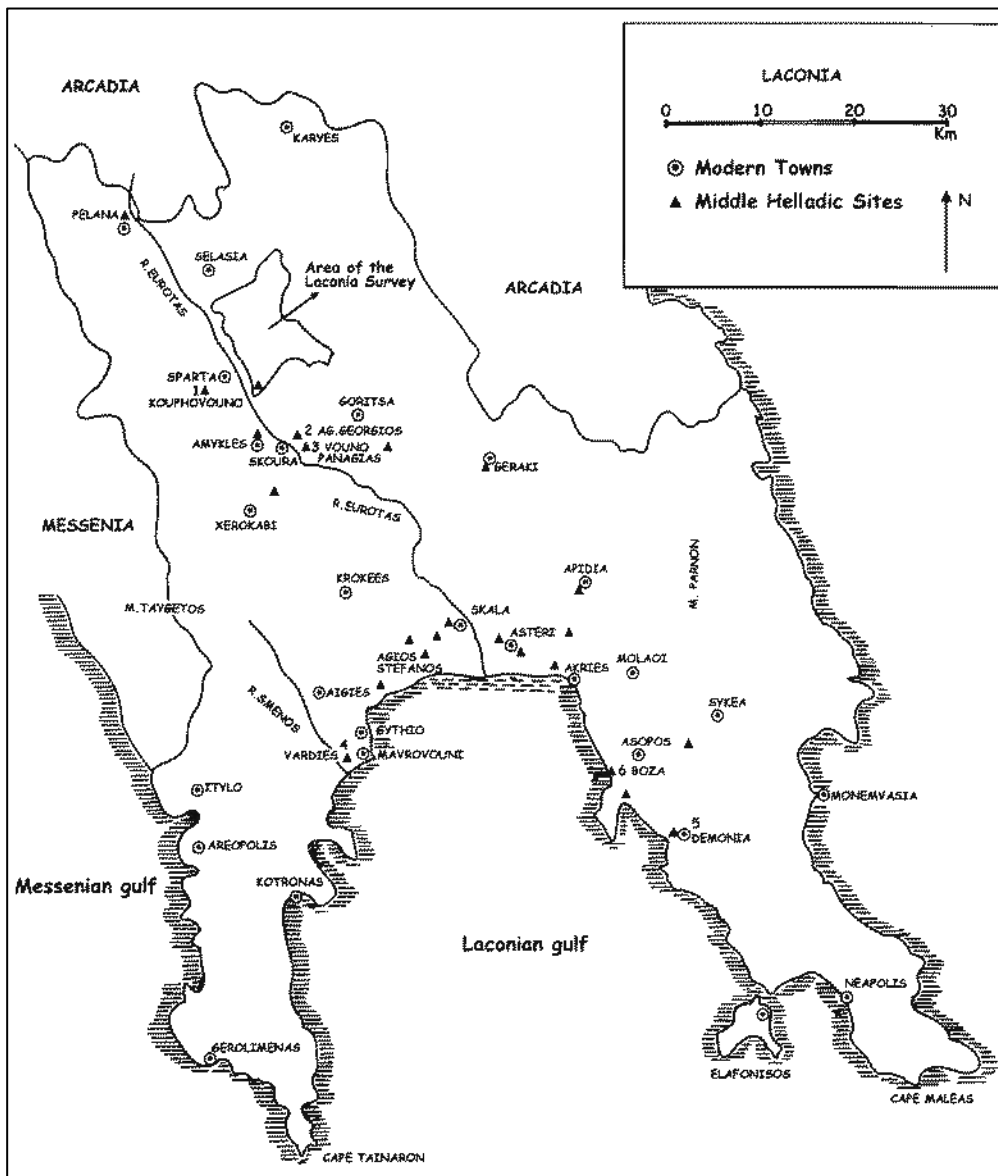 LACONIA
0 10 20 30
Km
Modern Towns
Middle Helladic Sites
N
ARCADIA
KARYES
PELANA
SELASIA
R.EUROTAS
Area of the
Laconia Survey
ARCADIA
SPARTA
1
KOUPHOVOUNO
GORITSA
2 AG.GEORGIOS
AMYKLES
3 VOUNO
PANAGIAS
SKOURA
GERAKI
XEROKABI
R.EUROTAS
MESSENIA
KROKEES
APIDIA
M. PARNON
M.TAYGETOS
SKALA
ASTERI
AGIOS
STEFANOS
AKRIES
MOLAOI
AIGIES
R.SMENOS
SYKEA
GYTHIO
4
VARDIES
MAVROVOUNI
ASOPOS
6 BOZA
ITYLO
MONEMVASIA
5
DEMONIA
AREOPOLIS
Messenian gulf
KOTRONAS
Laconian gulf
NEAPOLIS
GEROLIMENAS
ELAFONISOS
CAPE MALEAS
CAPE TAINARON